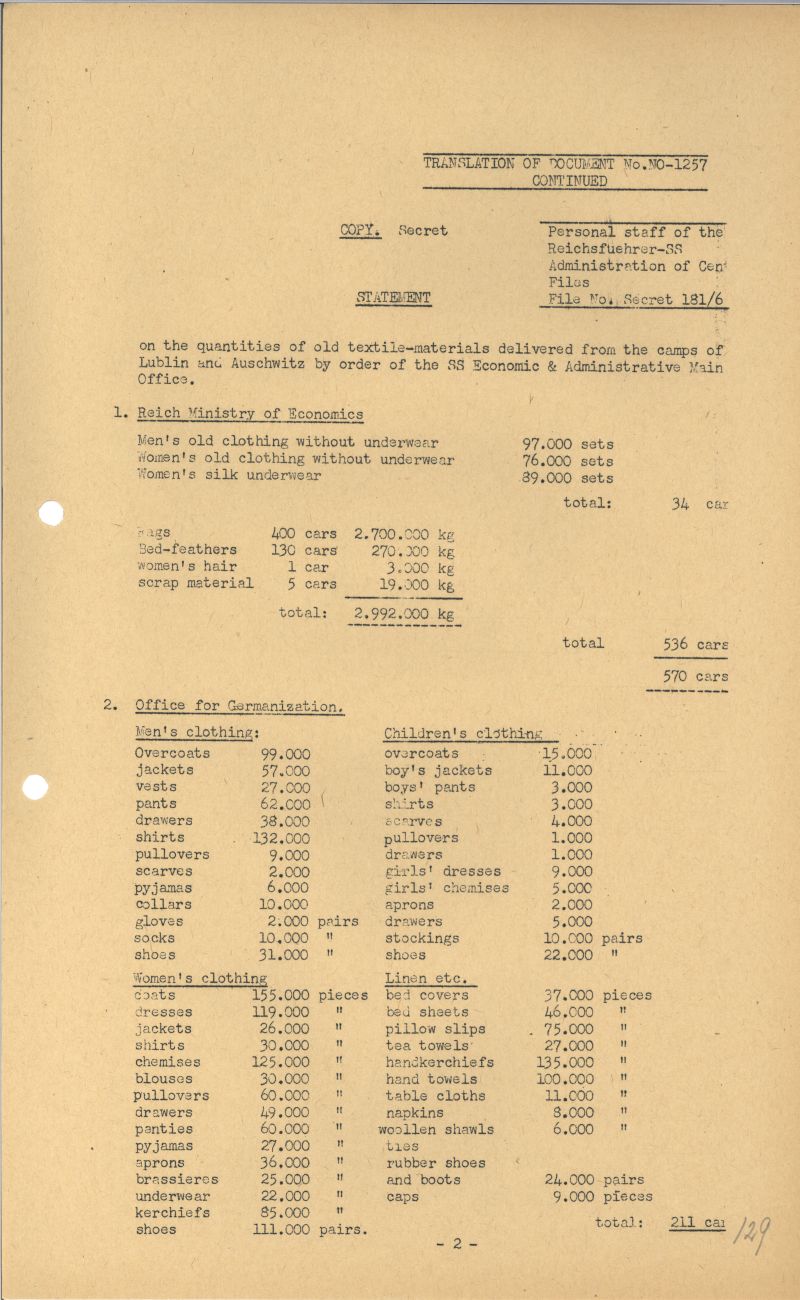 TRANSLATION OF DOCUMENT No.NO-1257
CONTINUED
COPY. Secret
Personal staff of the
Reichsfuehrer-SS
Administration of Cen
Files
File No. Secret 181/6
STATEMENT
on the quantities of old textile-materials delivered from the camps of
Lublin and Auschwitz by order of the SS Economic & Administrative Main
Office.
1. Reich Ministry of Economics
Men's old clothing without underwear 97.000 sets
Women's old clothing without underwear 76.000 sets
Women's silk underwear 89.000 sets
total: 34 car
Rags 400 cars 2.700.000 kg
Bed-feathers 130 cars 270.000 kg
women's hair 1 car 3.000 kg
scrap material 5 cars 19.000 kg
total: 2.992.000 kg
total 536 cars
570 cars
2. Office for Germanization.
Men's clothing:
Overcoats 99.000
jackets 57.000
vests 27.000
pants 62.000
drawers 38.000
shirts 132.000
pullovers 9.000
scarves 2.000
pyjamas 6.000
collars 10.000
gloves 2.000 pairs
socks 10.000 "
shoes 31.000 "
Children's clothing
overcoats 15.000
boy's jackets 11.000
boys' pants 3.000
shirts 3.000
scarves 4.000
pullovers 1.000
drawers 1.000
girls' dresses 9.000
girls' chemises 5.000
aprons 2.000
drawers 5.000
stockings 10.000 pairs
shoes 22.000 "
Women's clothing
coats 155.000 pieces
dresses 119.000 "
jackets 26.000 "
shirts 30.000 "
chemises 125.000 "
blouses 30.000 "
pullovers 60.000 "
drawers 49.000 "
panties 60.000 "
pyjamas 27.000 "
aprons 36.000 "
brassieres 25.000 "
underwear 22.000 "
kerchiefs 85.000 "
shoes 111.000 pairs.
Linen etc.
bed covers 37.000 pieces
bed sheets 46.000 "
pillow slips 75.000 "
tea towels 27.000 "
handkerchiefs 135.000 "
hand towels 100.000 "
table cloths 11.000 "
napkins 8.000 "
woollen shawls 6.000 "
ties
rubber shoes
and boots 24.000 pairs
caps 9.000 pieces
total: 211 car
129
- 2 -